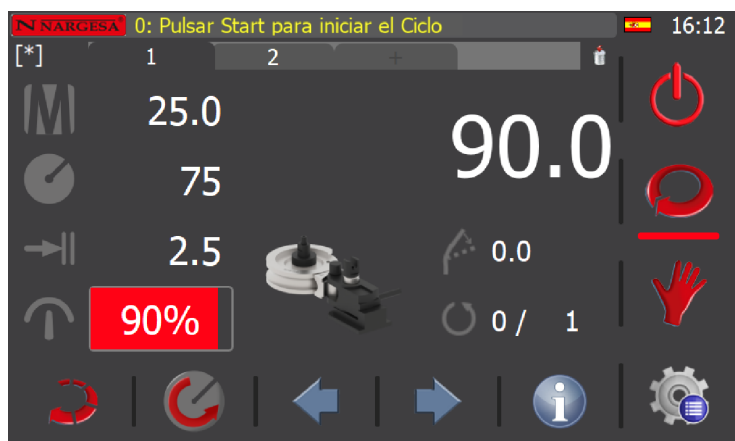 NARGESA 0: Pulsar Start para iniciar el Ciclo 16:12
[*] 1 2 +
25.0
90.0
75
2.5
0.0
90%
0 / 1